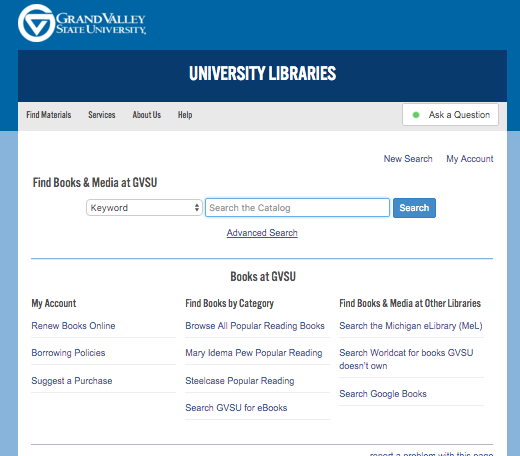 GRAND VALLEY
STATE UNIVERSITY.
UNIVERSITY LIBRARIES
Find Materials Services About Us Help Ask a Question
New Search My Account
Find Books & Media at GVSU
Keyword Search the Catalog Search
Advanced Search
Books at GVSU
My Account
Renew Books Online
Borrowing Policies
Suggest a Purchase
Find Books by Category
Browse All Popular Reading Books
Mary Idema Pew Popular Reading
Steelcase Popular Reading
Search GVSU for eBooks
Find Books & Media at Other Libraries
Search the Michigan eLibrary (MeL)
Search Worldcat for books GVSU
doesn't own
Search Google Books
report a problem with this page